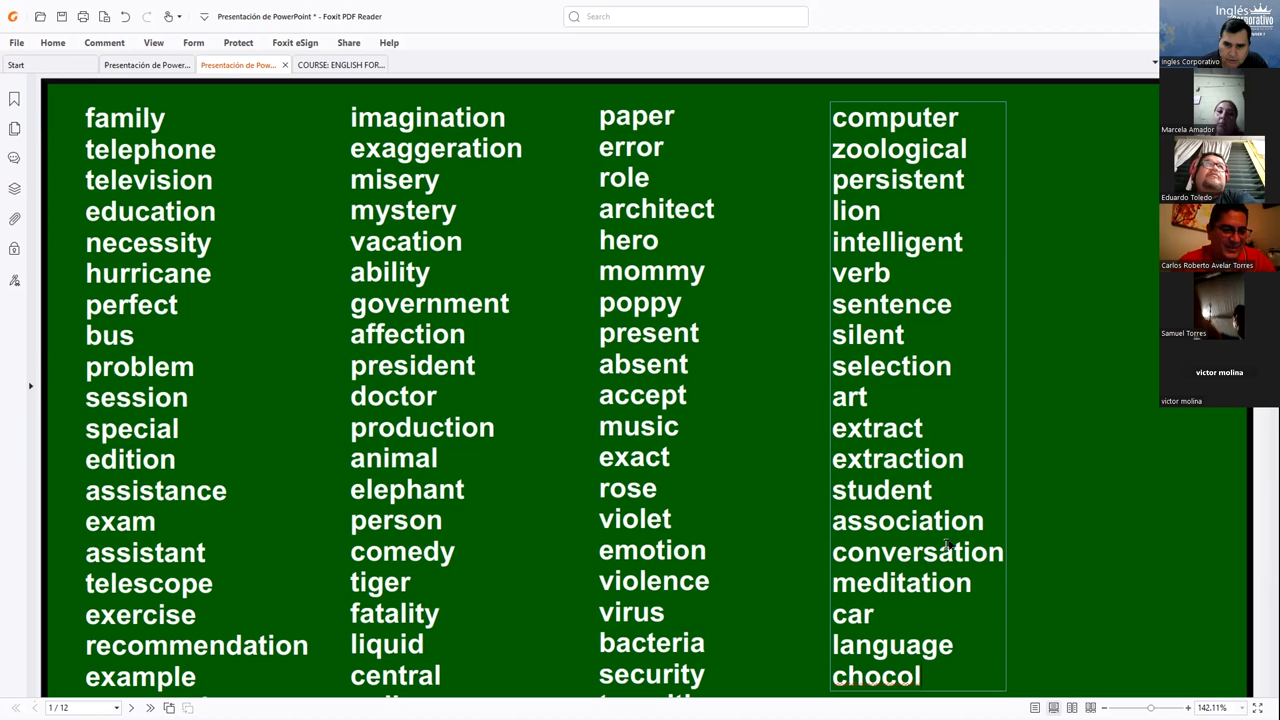 Presentación de PowerPoint * - Foxit PDF Reader
Search
File Home Comment View Form Protect Foxit eSign Share Help
Start
Presentación de Power...
Presentación de Pow...
COURSE: ENGLISH FOR...
family
telephone
television
education
necessity
hurricane
perfect
bus
problem
session
special
edition
assistance
exam
assistant
telescope
exercise
recommendation
example
imagination
exaggeration
misery
mystery
vacation
ability
government
affection
president
doctor
production
animal
elephant
person
comedy
tiger
fatality
liquid
central
paper
error
role
architect
hero
mommy
poppy
present
absent
accept
music
exact
rose
violet
emotion
violence
virus
bacteria
security
computer
zoological
persistent
lion
intelligent
verb
sentence
silent
selection
art
extract
extraction
student
association
conversation
meditation
car
language
chocol
Inglés
Corporativo
Ingles Corporativo
Marcela Amador
Eduardo Toledo
Carlos Roberto Avelar Torres
Samuel Torres
victor molina
victor molina
1 / 12
142.11%